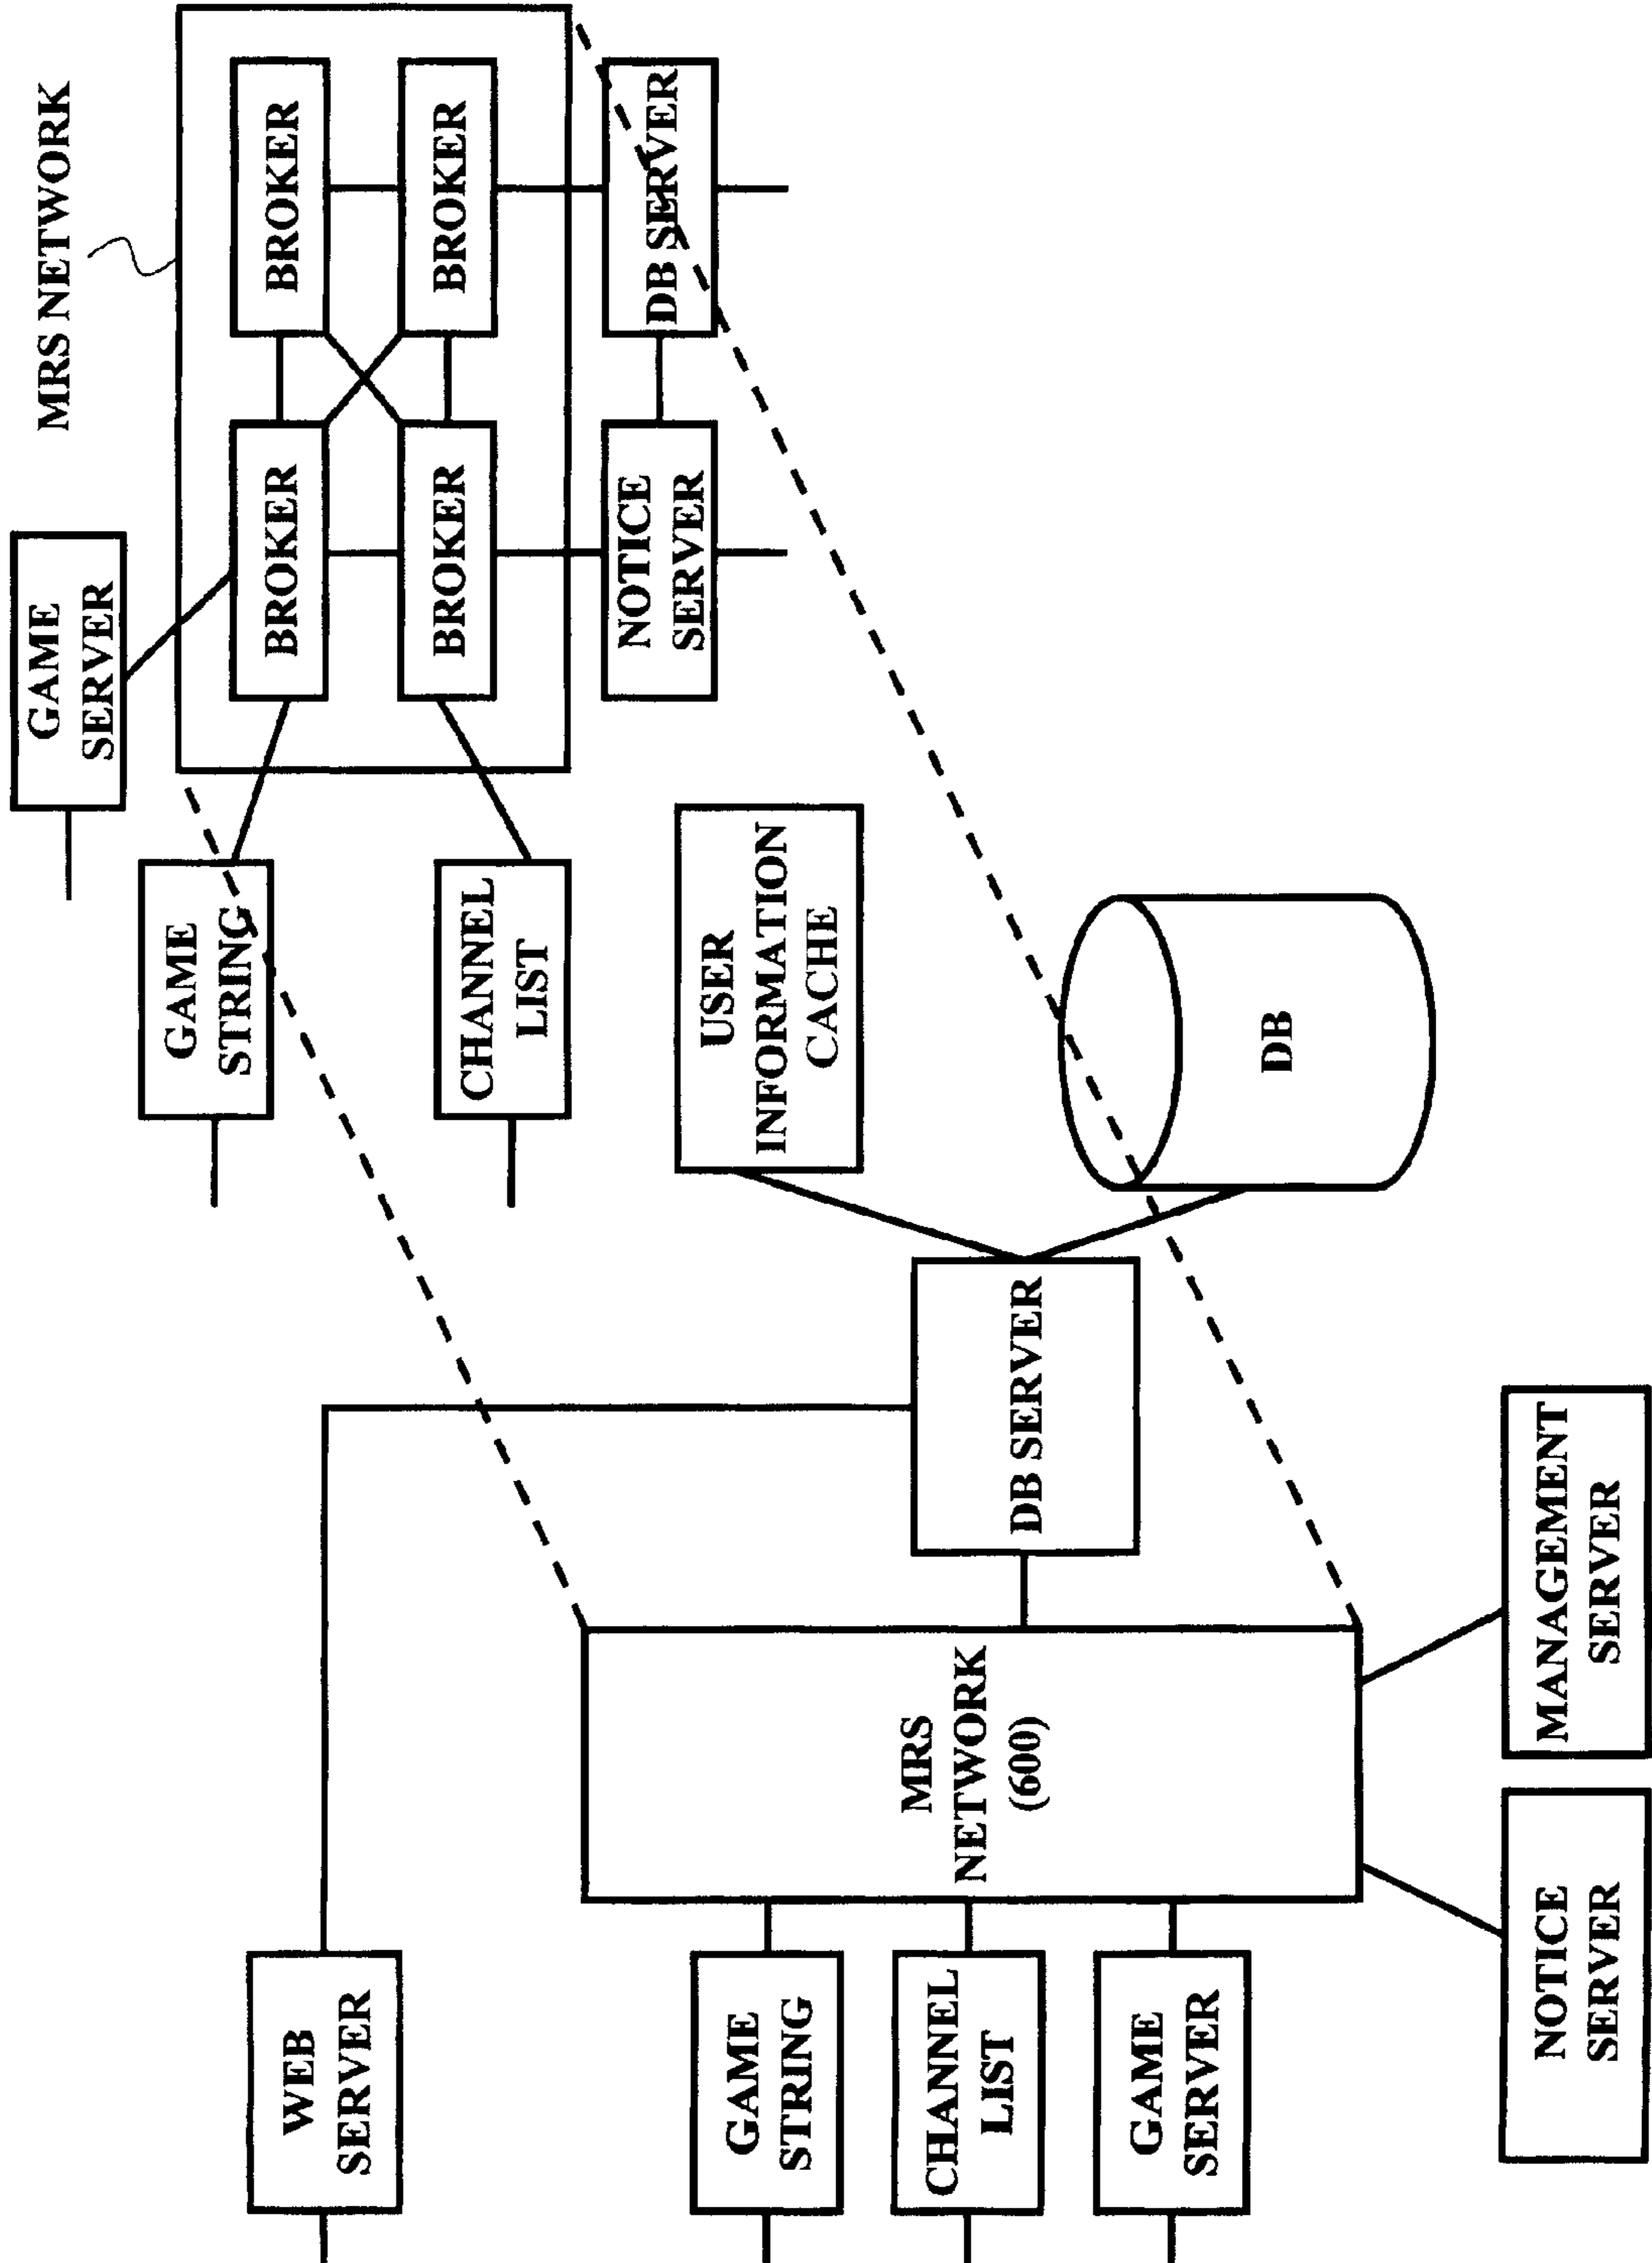 WEB
SERVER
GAME
STRING
CHANNEL
LIST
GAME
SERVER
MRS
NETWORK
(600)
NOTICE
SERVER
MANAGEMENT
SERVER
DB SERVER
USER
INFORMATION
CACHE
DB
GAME
STRING
CHANNEL
LIST
GAME
SERVER
MRS NETWORK
BROKER
BROKER
BROKER
BROKER
NOTICE
SERVER
DB SERVER